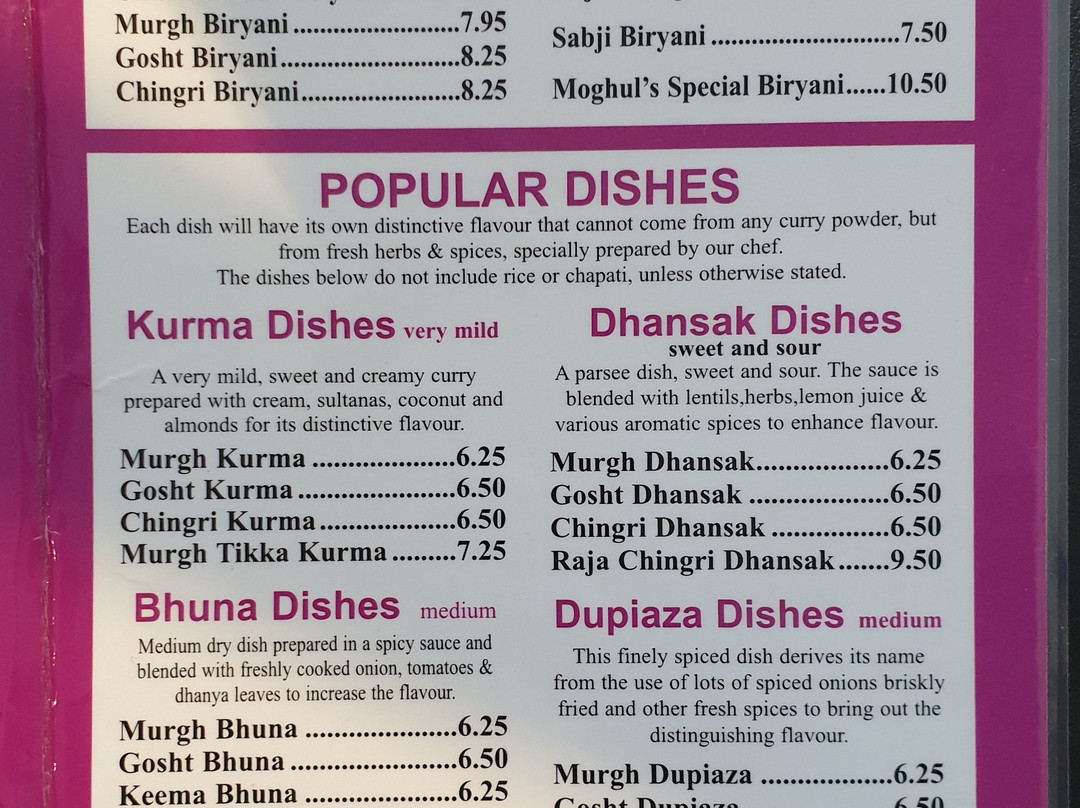 Murgh Biryani..............................7.95
Gosht Biryani................................8.25
Chingri Biryani............................8.25
Sabji Biryani ................................7.50
Moghul's Special Biryani......10.50
POPULAR DISHES
Each dish will have its own distinctive flavour that cannot come from any curry powder, but
from fresh herbs & spices, specially prepared by our chef.
The dishes below do not include rice or chapati, unless otherwise stated.
Kurma Dishes very mild
A very mild, sweet and creamy curry
prepared with cream, sultanas, coconut and
almonds for its distinctive flavour.
Murgh Kurma .....................6.25
Gosht Kurma .......................6.50
Chingri Kurma....................6.50
Murgh Tikka Kurma .........7.25
Dhansak Dishes
sweet and sour
A parsee dish, sweet and sour. The sauce is
blended with lentils,herbs,lemon juice &
various aromatic spices to enhance flavour.
Murgh Dhansak...................6.25
Gosht Dhansak ....................6.50
Chingri Dhansak .................6.50
Raja Chingri Dhansak.......9.50
Bhuna Dishes medium
Medium dry dish prepared in a spicy sauce and
blended with freshly cooked onion, tomatoes &
dhanya leaves to increase the flavour.
Murgh Bhuna ......................6.25
Gosht Bhuna ........................6.50
Keema Bhuna ......................6.25
Dupiaza Dishes medium
This finely spiced dish derives its name
from the use of lots of spiced onions briskly
fried and other fresh spices to bring out the
distinguishing flavour.
Murgh Dupiaza ...................6.25
Gosht Dupiaza 6.50